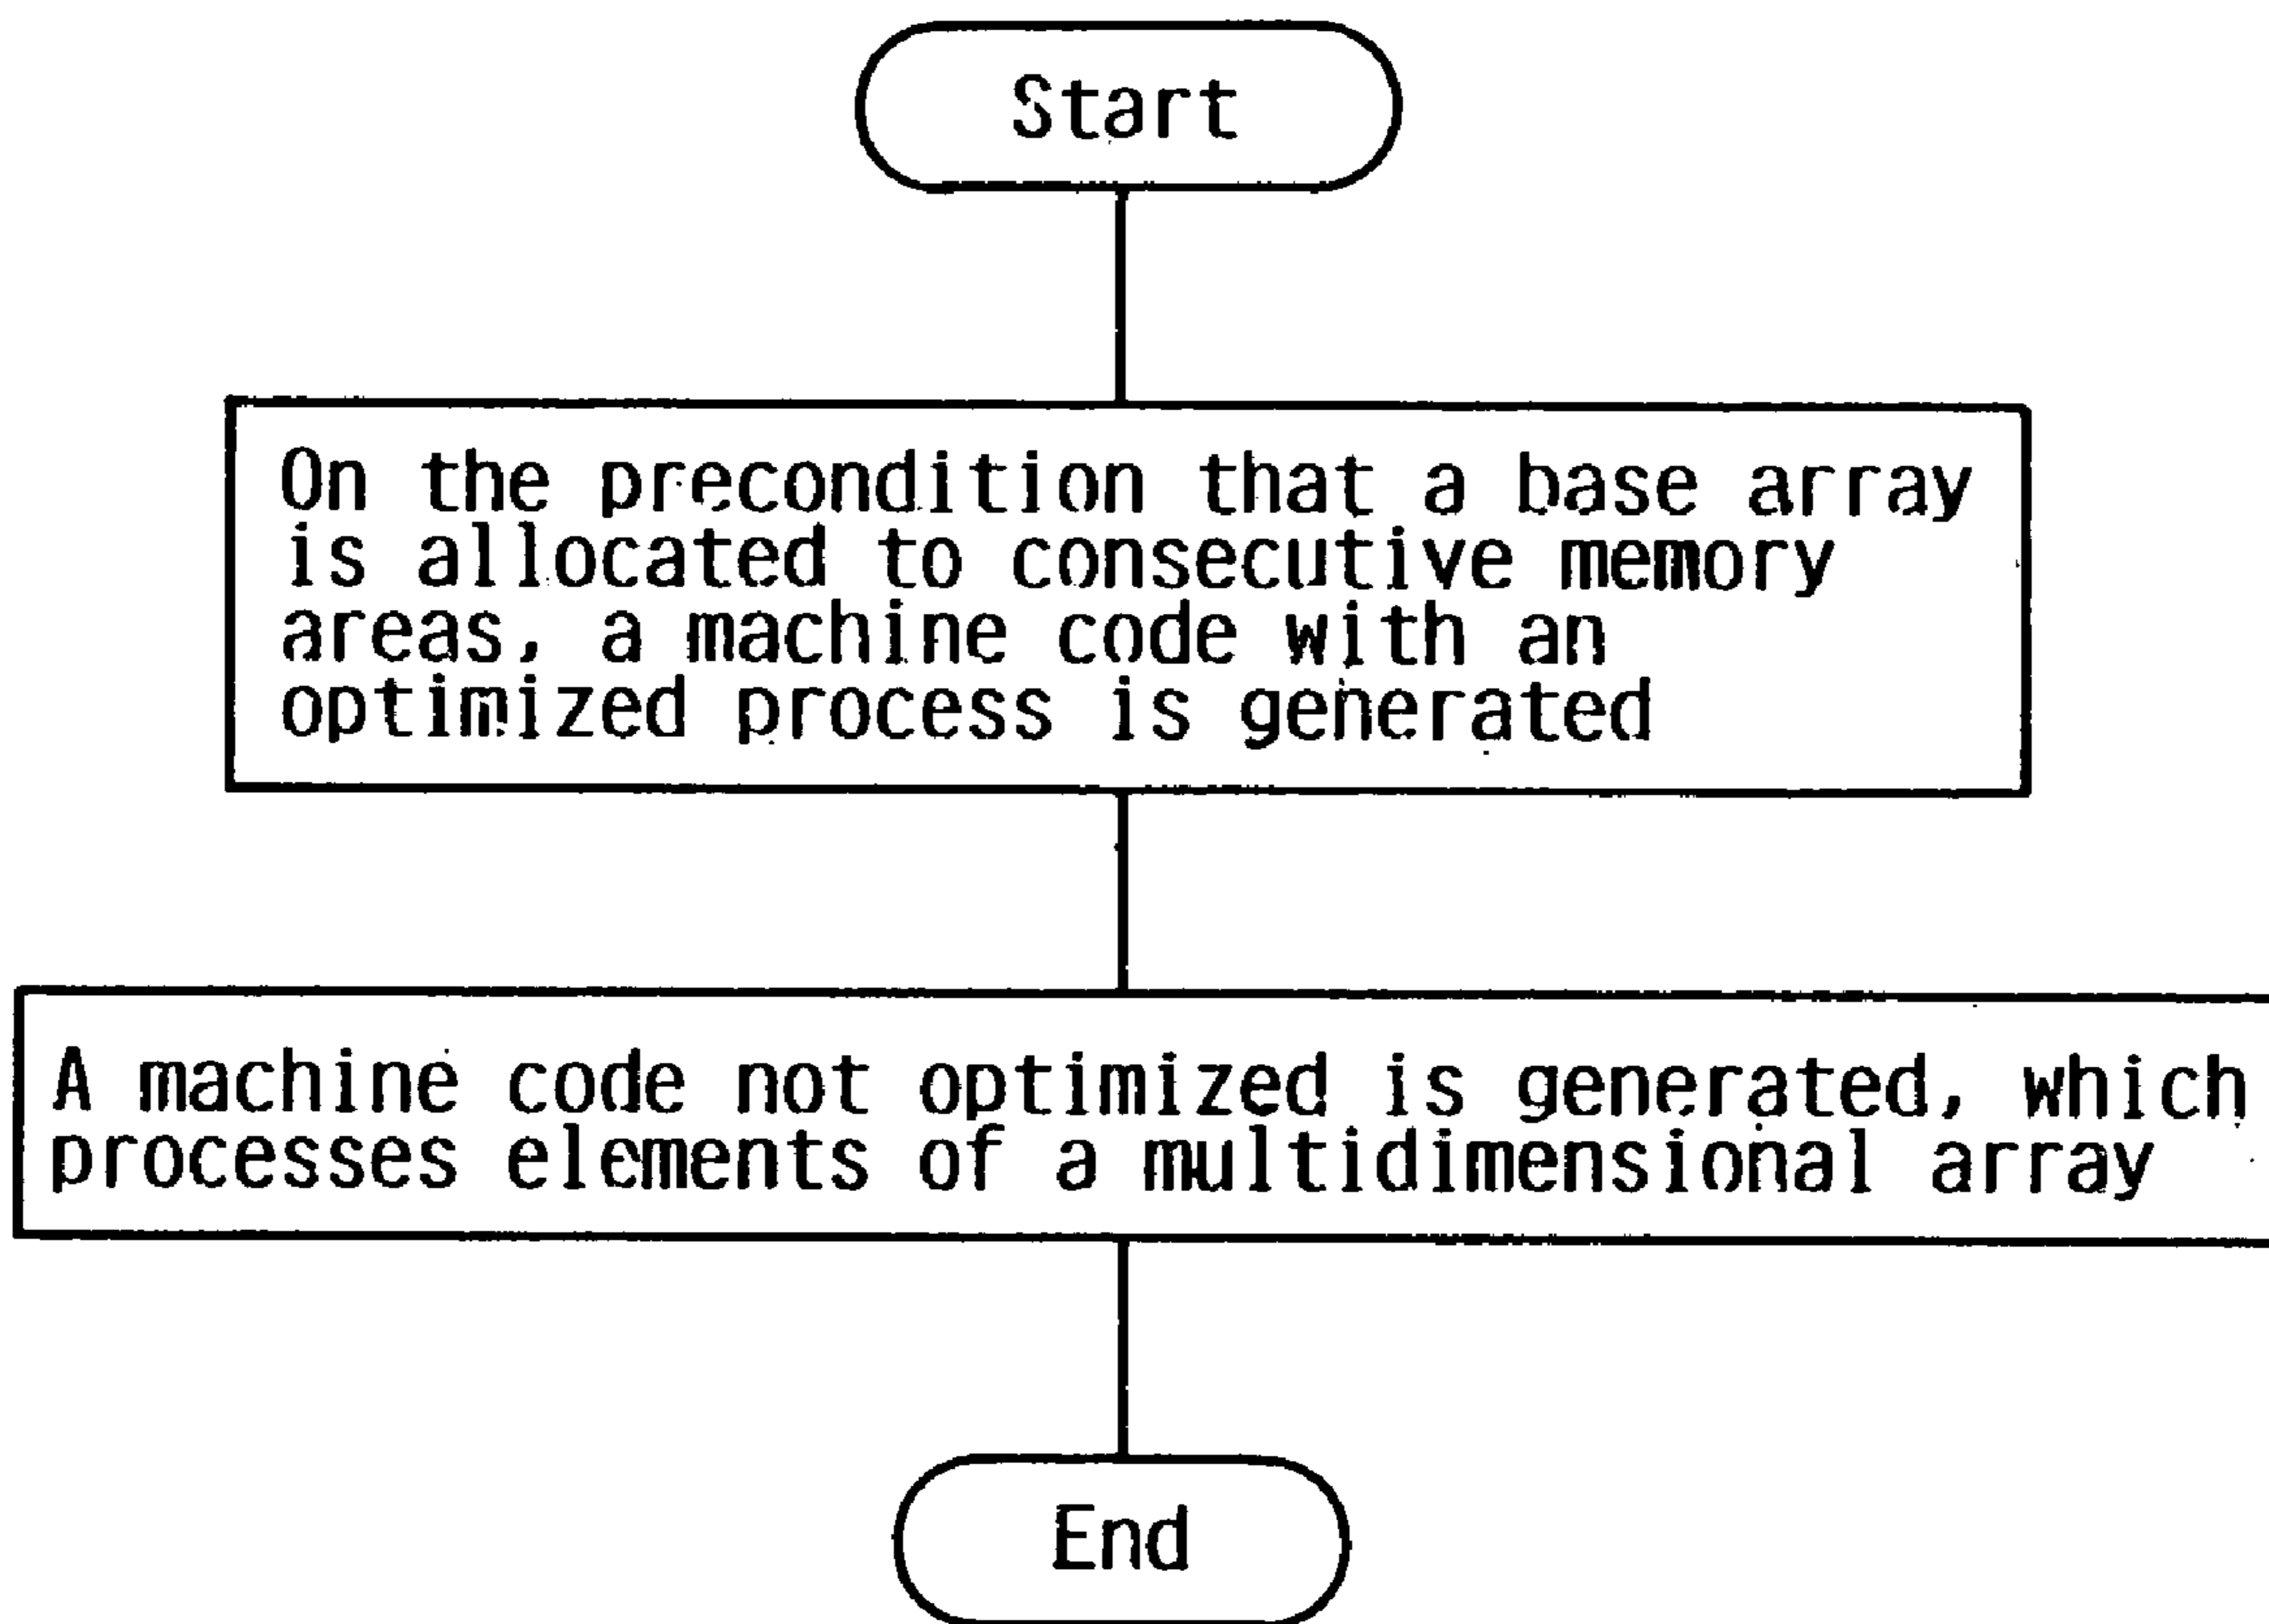 Start
On the precondition that a base array
is allocated to consecutive memory
areas, a machine code with an
optimized process is generated
A machine code not optimized is generated, which
processes elements of a multidimensional array
End